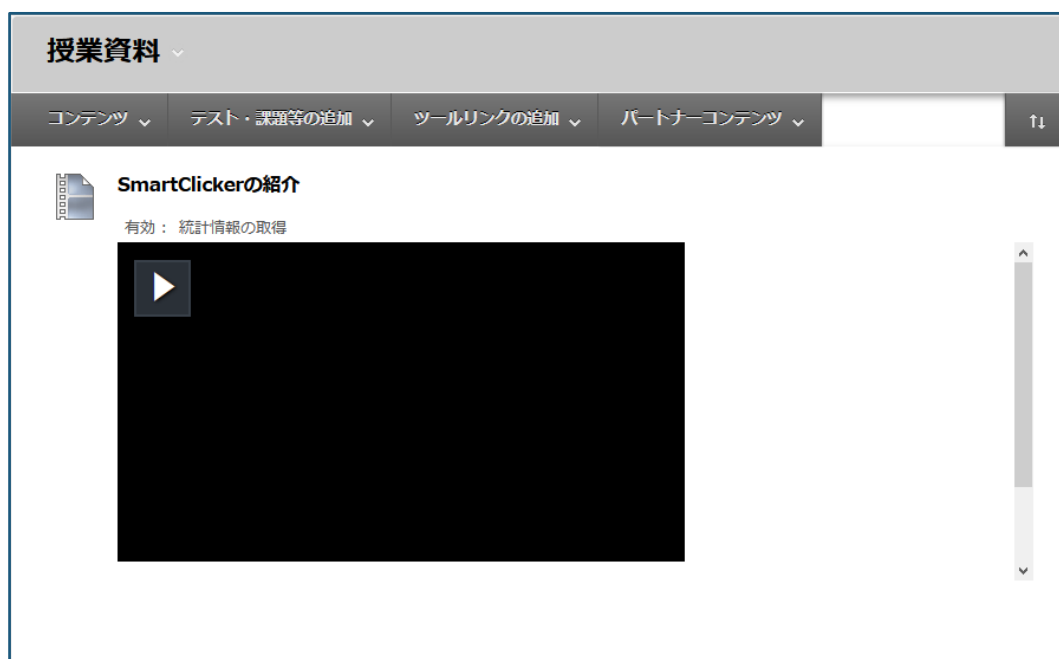 授業資料
コンテンツ テスト・課題等の追加 ツールリンクの追加 パートナーコンテンツ
SmartClickerの紹介
有効： 統計情報の取得